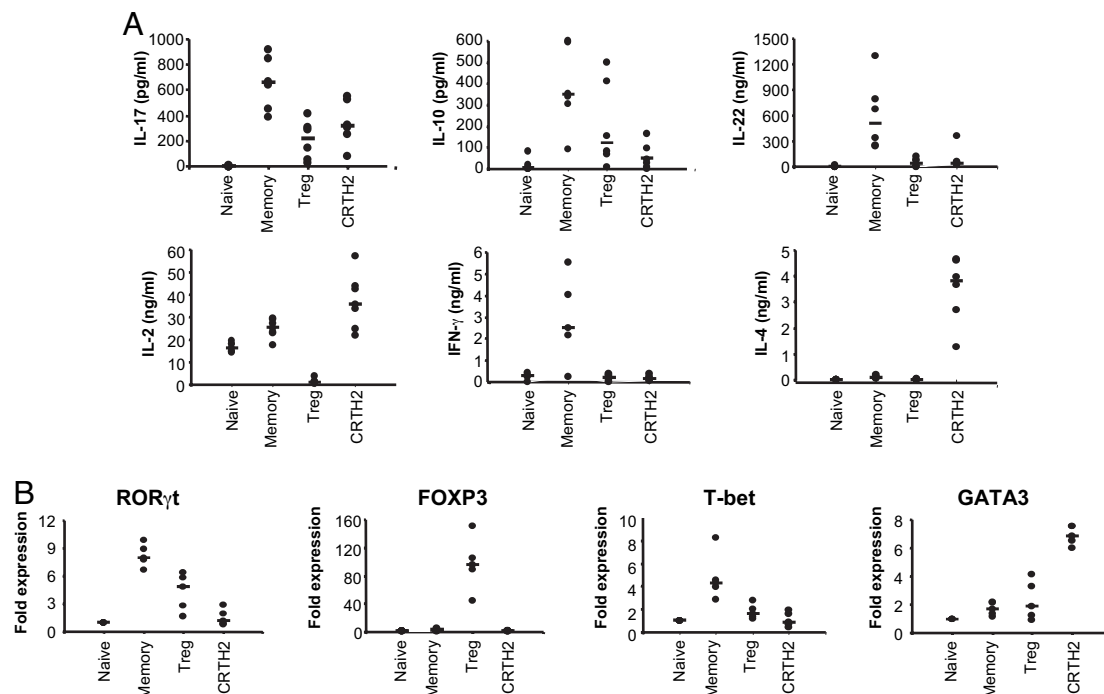 A
IL-17 (pg/ml)
1000
800
600
400
200
0
Naive
Memory
Treg
CRTH2
IL-10 (pg/ml)
600
500
400
300
200
100
0
Naive
Memory
Treg
CRTH2
IL-22 (ng/ml)
1500
1200
900
600
300
0
Naive
Memory
Treg
CRTH2
IL-2 (ng/ml)
60
50
40
30
20
10
0
Naive
Memory
Treg
CRTH2
IFN-γ (ng/ml)
6
5
4
3
2
1
0
Naive
Memory
Treg
CRTH2
IL-4 (ng/ml)
5
4
3
2
1
0
Naive
Memory
Treg
CRTH2
B
RORγt
Fold expression
12
9
6
3
0
Naive
Memory
Treg
CRTH2
FOXP3
Fold expression
160
120
80
40
0
Naive
Memory
Treg
CRTH2
T-bet
Fold expression
10
8
6
4
2
0
Naive
Memory
Treg
CRTH2
GATA3
Fold expression
8
6
4
2
0
Naive
Memory
Treg
CRTH2